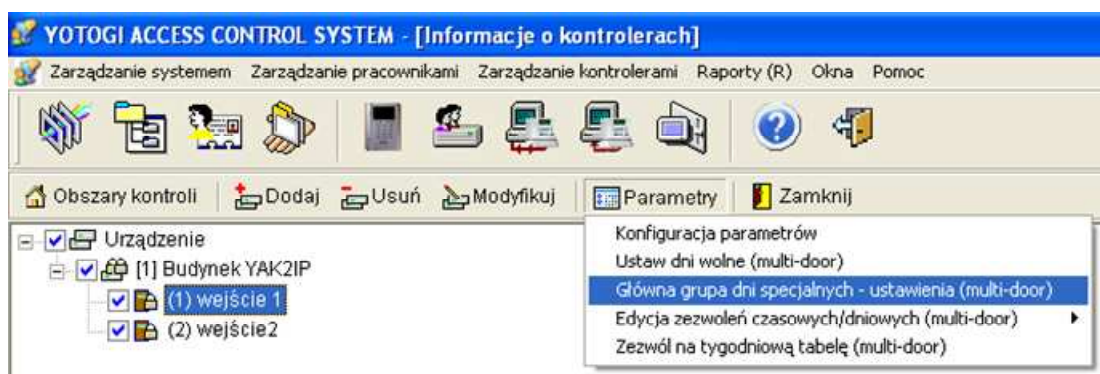 YOTOGI ACCESS CONTROL SYSTEM - [Informacje o kontrolerach]
Zarządzanie systemem Zarządzanie pracownikami Zarządzanie kontrolerami Raporty (R) Okna Pomoc
Obszary kontroli Dodaj Usuń Modyfikuj Parametry Zamknij
Urządzenie
[1] Budynek YAK2IP
(1) wejście 1
(2) wejście2
Konfiguracja parametrów
Ustaw dni wolne (multi-door)
Główna grupa dni specjalnych - ustawienia (multi-door)
Edycja zezwoleń czasowych/dniowych (multi-door)
Zezwól na tygodniową tabelę (multi-door)